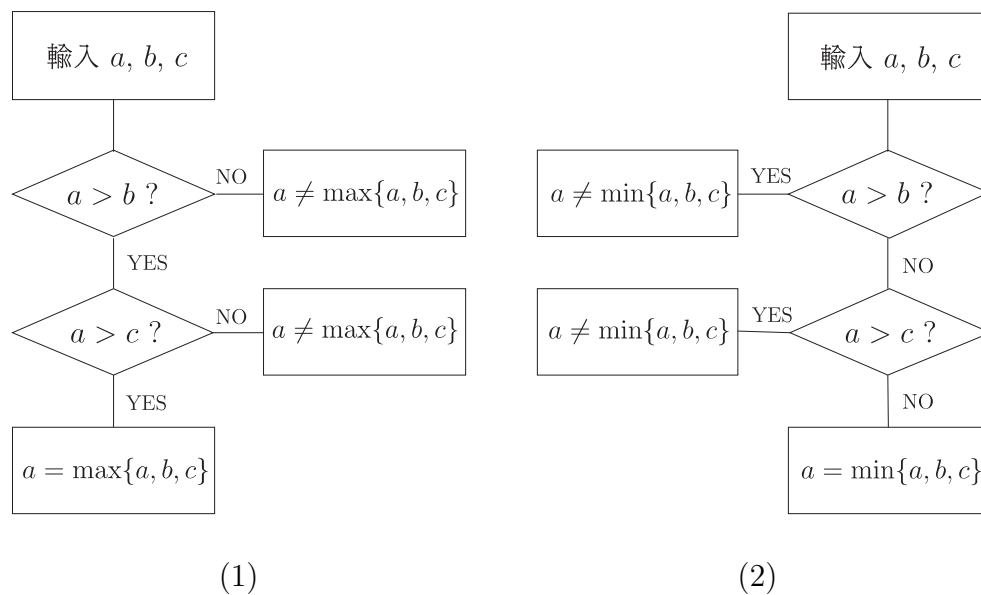 輸入 a, b, c
a > b ?
NO
a ≠ max{a, b, c}
YES
a > c ?
NO
a ≠ max{a, b, c}
YES
a = max{a, b, c}
(1)
輸入 a, b, c
a > b ?
YES
a ≠ min{a, b, c}
NO
a > c ?
YES
a ≠ min{a, b, c}
NO
a = min{a, b, c}
(2)